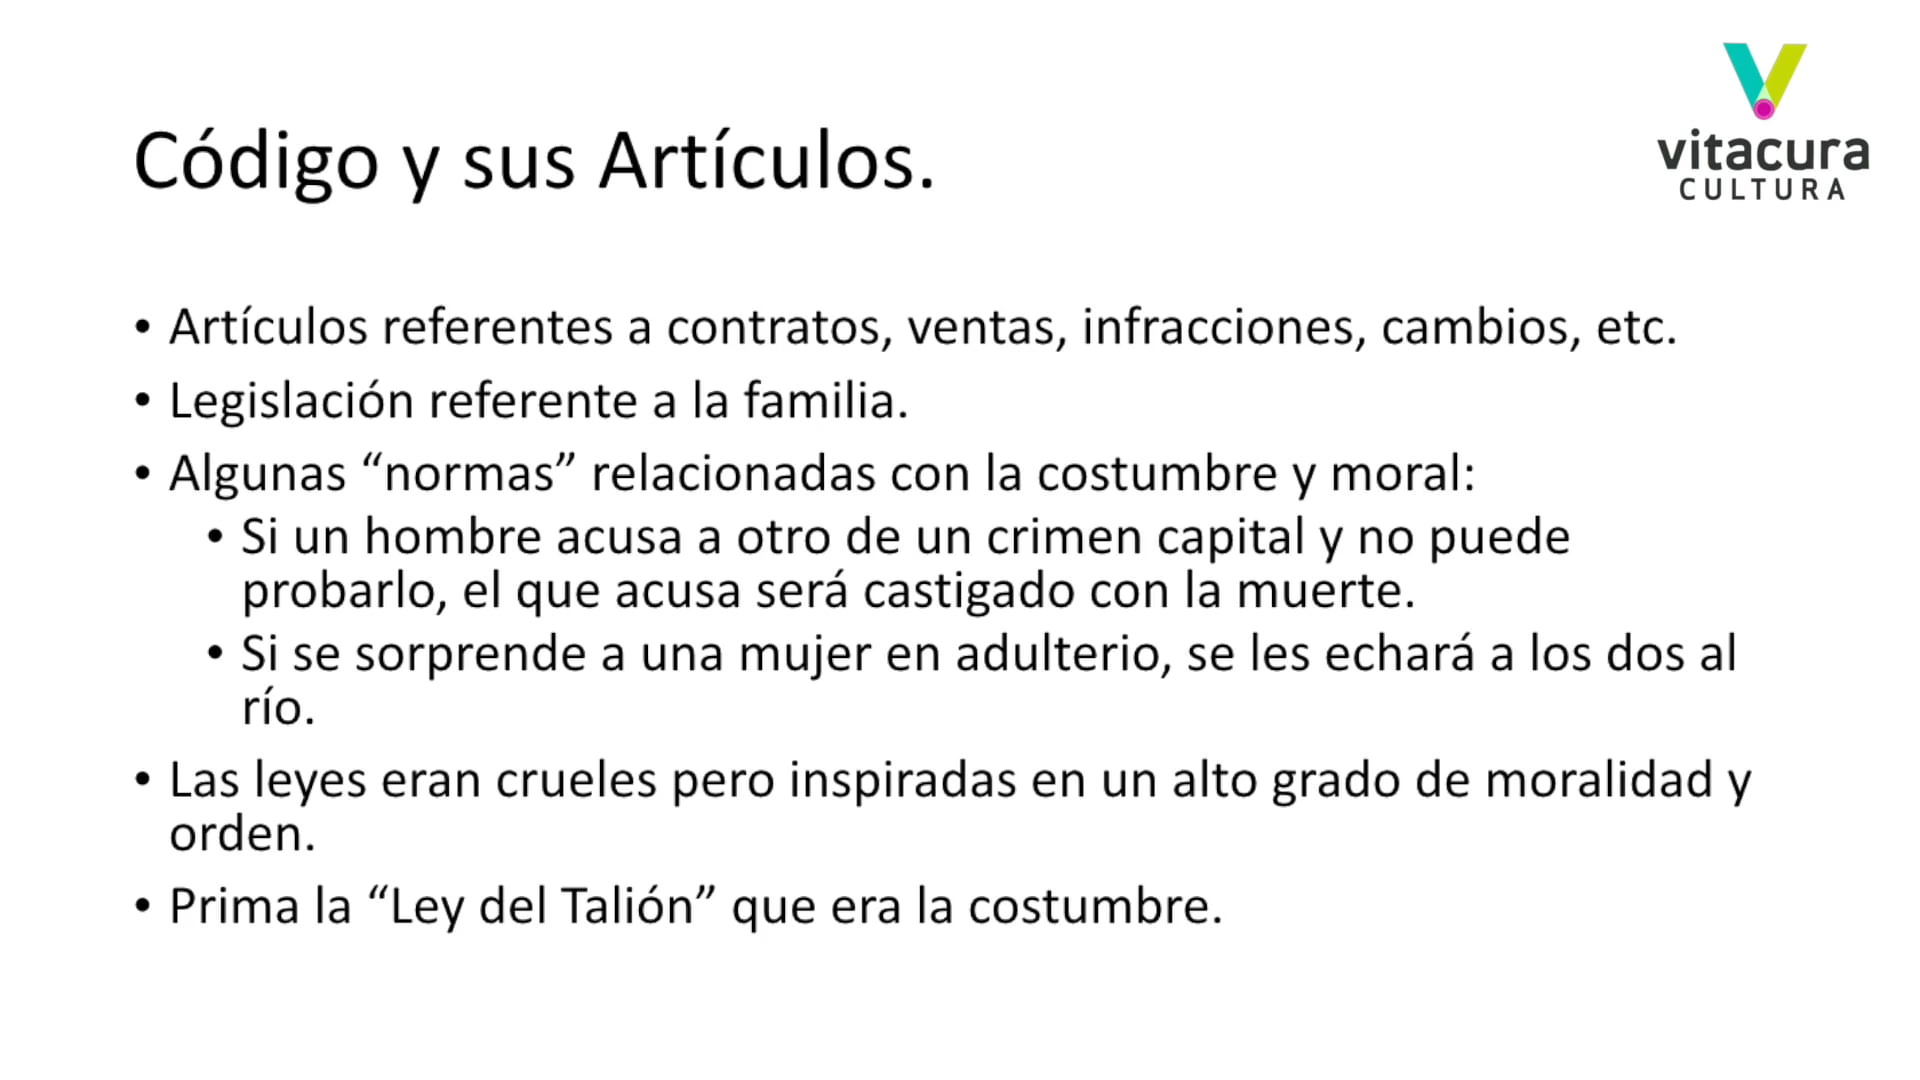 vitacura
CULTURA
Código y sus Artículos.
• Artículos referentes a contratos, ventas, infracciones, cambios, etc.
• Legislación referente a la familia.
• Algunas “normas” relacionadas con la costumbre y moral:
• Si un hombre acusa a otro de un crimen capital y no puede
probarlo, el que acusa será castigado con la muerte.
• Si se sorprende a una mujer en adulterio, se les echará a los dos al
río.
• Las leyes eran crueles pero inspiradas en un alto grado de moralidad y
orden.
• Prima la “Ley del Talión” que era la costumbre.